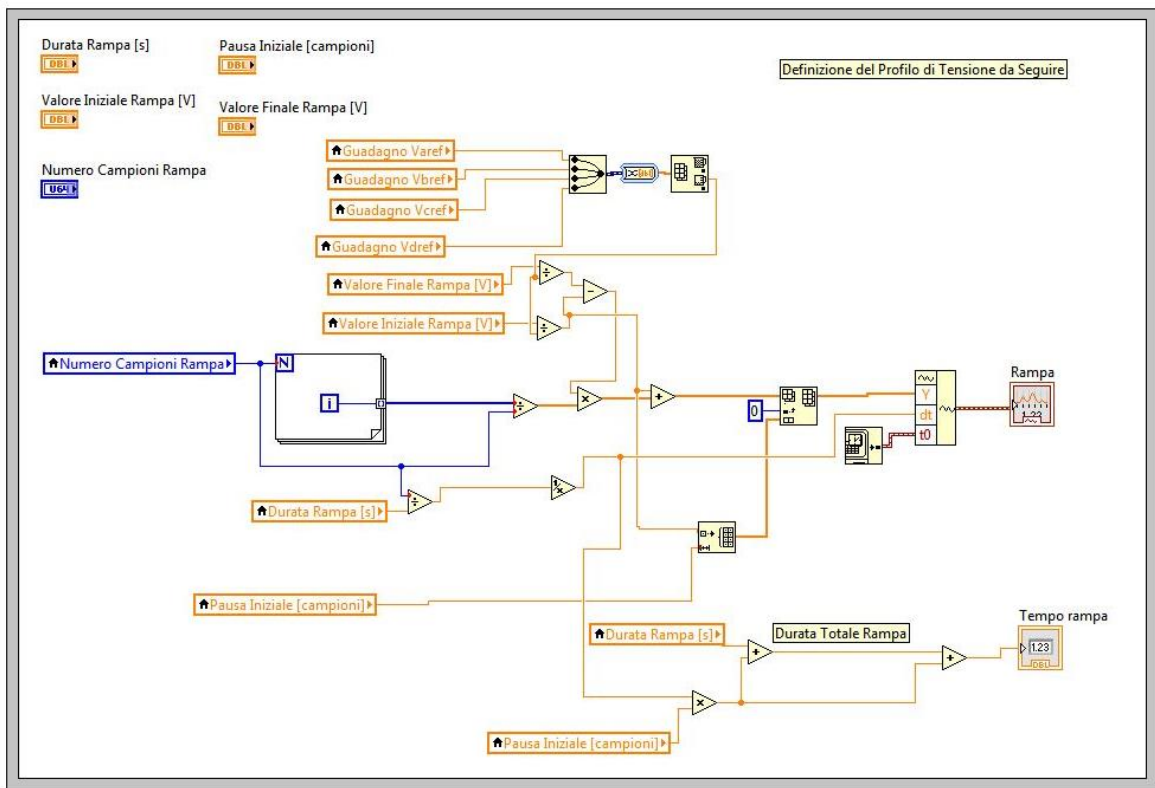 Durata Rampa [s]
DBL
Pausa Iniziale [campioni]
DBL
Definizione del Profilo di Tensione da Seguire
Valore Iniziale Rampa [V]
DBL
Valore Finale Rampa [V]
DBL
Numero Campioni Rampa
U64
Guadagno Varef
Guadagno Vbref
Guadagno Vcref
Guadagno Vdref
Valore Finale Rampa [V]
Valore Iniziale Rampa [V]
Numero Campioni Rampa
N
i
÷
÷
-
÷
×
+
0
Y
dt
t0
Rampa
1.23
÷
1/x
Durata Rampa [s]
Pausa Iniziale [campioni]
Durata Rampa [s]
Durata Totale Rampa
+
+
×
Pausa Iniziale [campioni]
Tempo rampa
1.23
DBL